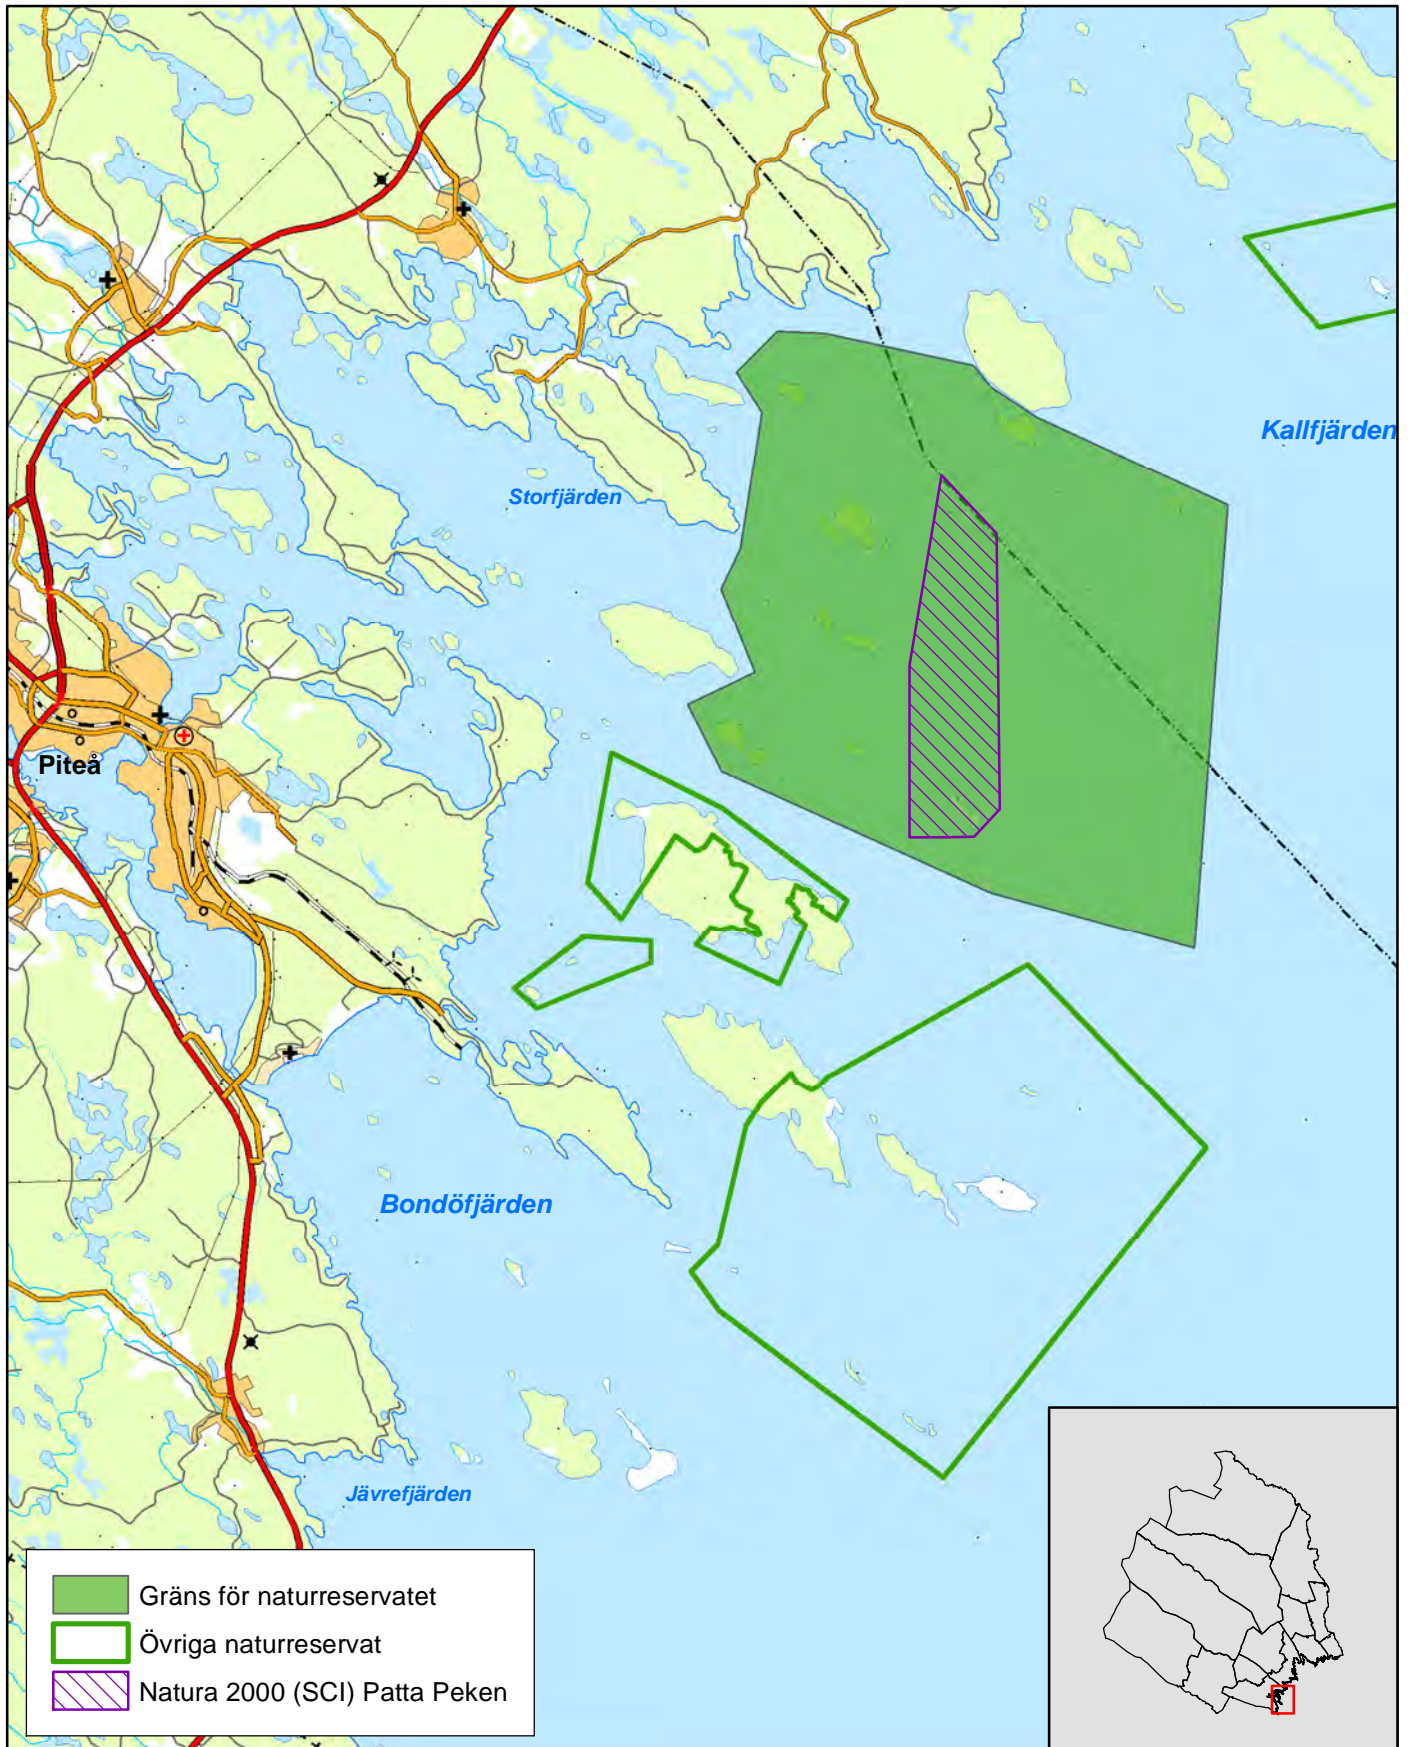 Kallfjärden
Storfjärden
Piteå
Bondöfjärden
Jävrefjärden
Gräns för naturreservatet
Övriga naturreservat
Natura 2000 (SCI) Patta Peken